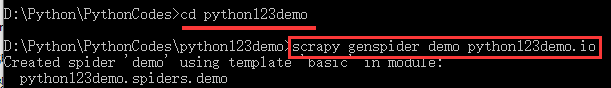 D:\Python\PythonCodes>cd python123demo
D:\Python\PythonCodes\python123demo>scrapy genspider demo python123demo.io
Created spider 'demo' using template 'basic' in module:
  python123demo.spiders.demo